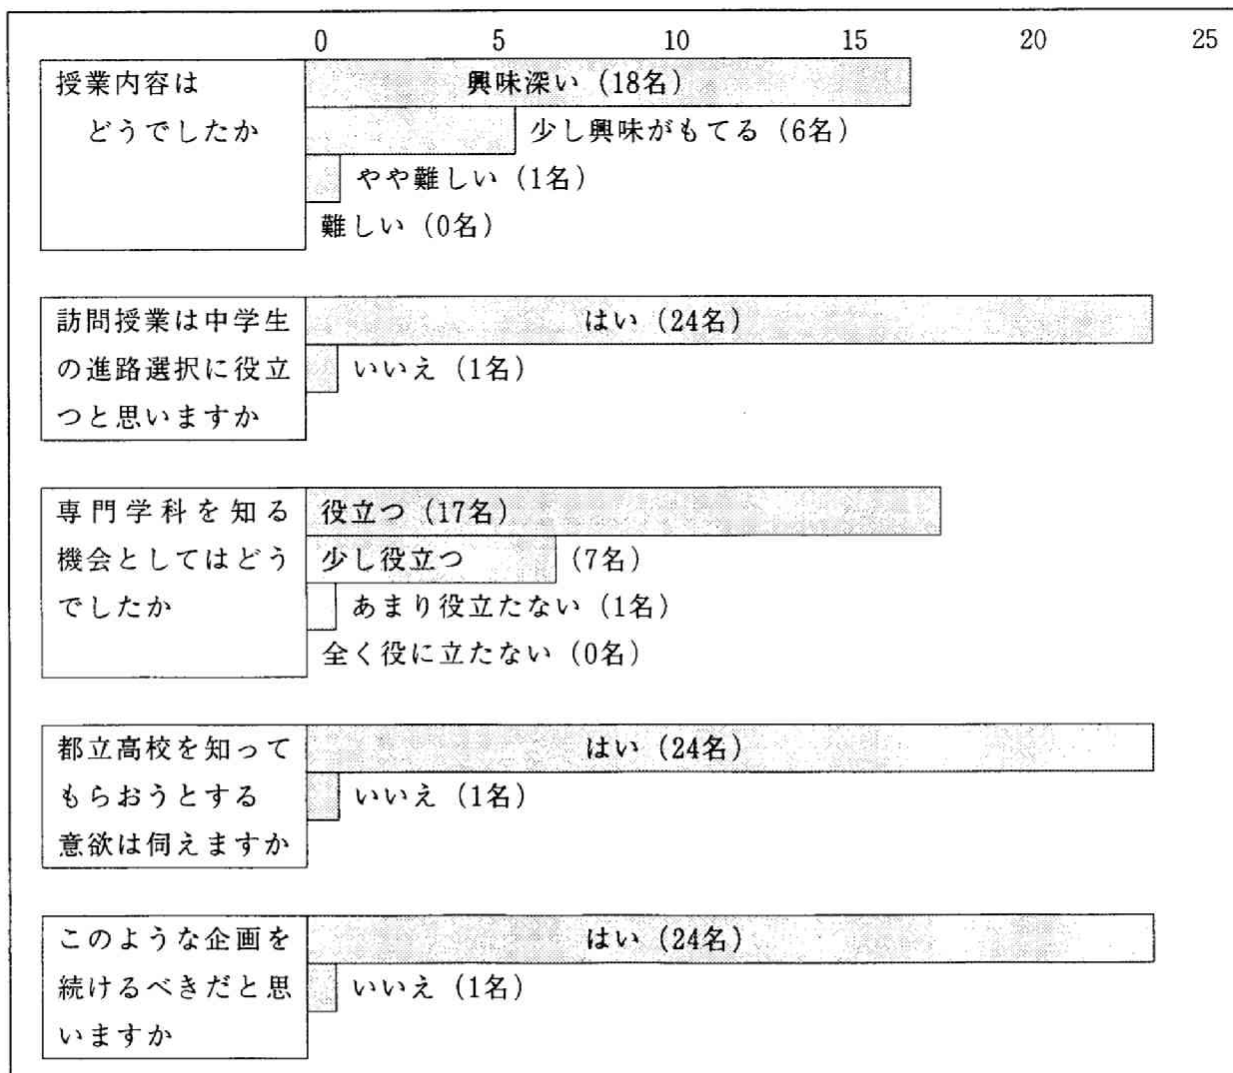 0 5 10 15 20 25
授業内容は
どうでしたか
興味深い（18名）
少し興味がもてる（6名）
やや難しい（1名）
難しい（0名）
訪問授業は中学生
の進路選択に役立
つと思いますか
はい（24名）
いいえ（1名）
専門学科を知る
機会としてはどう
でしたか
役立つ（17名）
少し役立つ （7名）
あまり役立たない（1名）
全く役に立たない（0名）
都立高校を知って
もらおうとする
意欲は伺えますか
はい（24名）
いいえ（1名）
このような企画を
続けるべきだと思
いますか
はい（24名）
いいえ（1名）